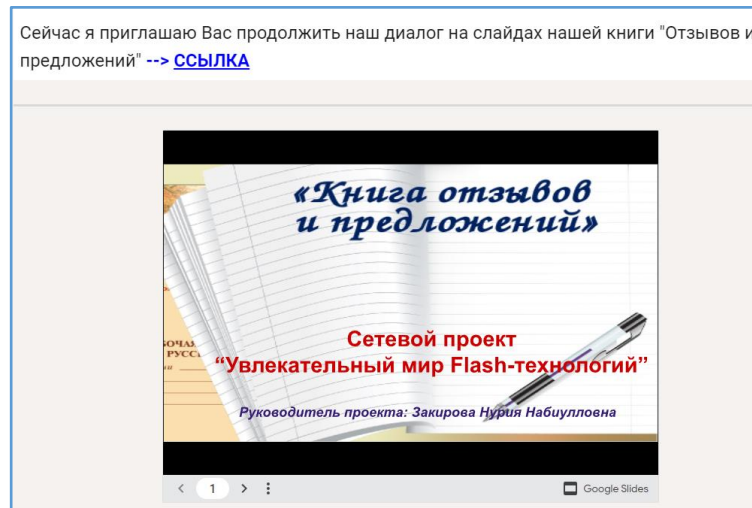 Сейчас я приглашаю Вас продолжить наш диалог на слайдах нашей книги "Отзывов и
предложений" --> ССЫЛКА
«Книга отзывов
и предложений»
Сетевой проект
“Увлекательный мир Flash-технологий”
Руководитель проекта: Закирова Нурия Набиулловна
1
Google Slides